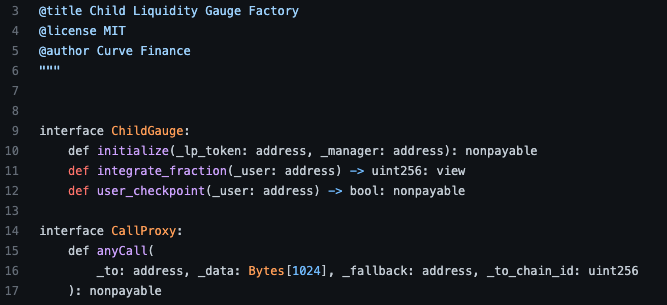 3 @title Child Liquidity Gauge Factory
4 @license MIT
5 @author Curve Finance
6 """
7
8
9 interface ChildGauge:
10     def initialize(_lp_token: address, _manager: address): nonpayable
11     def integrate_fraction(_user: address) -> uint256: view
12     def user_checkpoint(_user: address) -> bool: nonpayable
13
14 interface CallProxy:
15     def anyCall(
16         _to: address, _data: Bytes[1024], _fallback: address, _to_chain_id: uint256
17     ): nonpayable